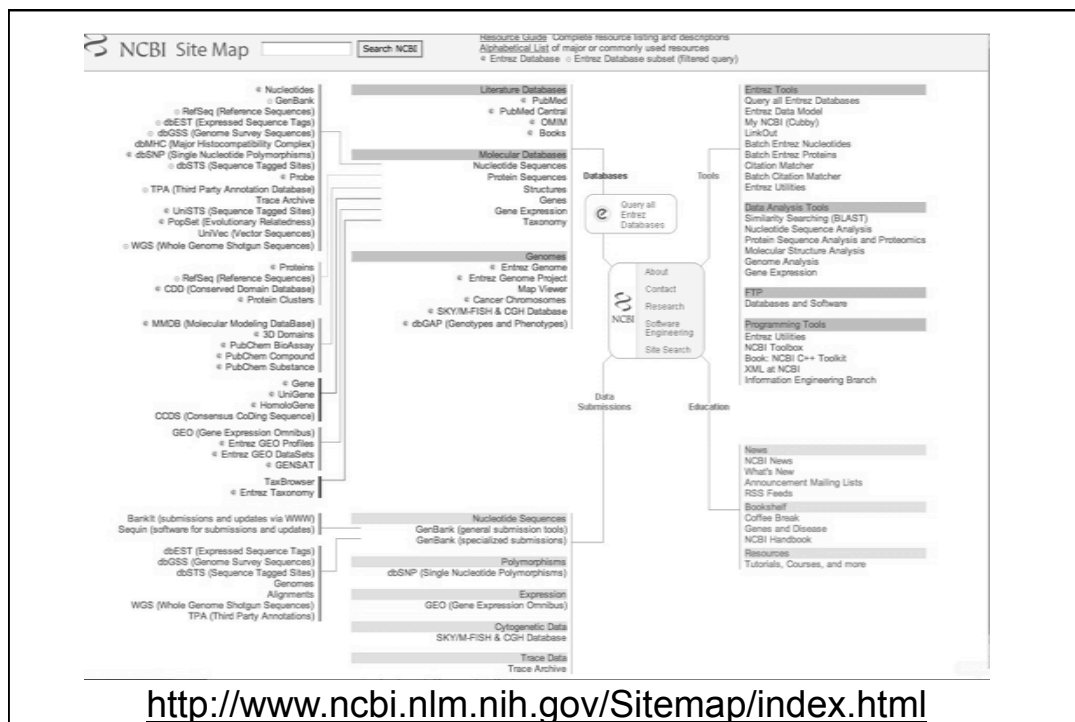 NCBI Site Map
Search NCBI
Resource Guide Complete resource listing and descriptions
Alphabetical List of major or commonly used resources
Entrez Database Entrez Database subset (filtered query)
Nucleotides
GenBank
RefSeq (Reference Sequences)
dbEST (Expressed Sequence Tags)
dbGSS (Genome Survey Sequences)
dbMHC (Major Histocompatibility Complex)
dbSNP (Single Nucleotide Polymorphisms)
dbSTS (Sequence Tagged Sites)
Probe
TPA (Third Party Annotation Database)
Trace Archive
UniSTS (Sequence Tagged Sites)
PopSet (Evolutionary Relatedness)
UniVec (Vector Sequences)
WGS (Whole Genome Shotgun Sequences)
Proteins
RefSeq (Reference Sequences)
CDD (Conserved Domain Database)
Protein Clusters
MMDB (Molecular Modeling DataBase)
3D Domains
PubChem BioAssay
PubChem Compound
PubChem Substance
Gene
UniGene
HomoloGene
CCDS (Consensus CoDing Sequence)
GEO (Gene Expression Omnibus)
Entrez GEO Profiles
Entrez GEO DataSets
GENSAT
TaxBrowser
Entrez Taxonomy
BankIt (submissions and updates via WWW)
Sequin (software for submissions and updates)
dbEST (Expressed Sequence Tags)
dbGSS (Genome Survey Sequences)
dbSTS (Sequence Tagged Sites)
Genomes
Alignments
WGS (Whole Genome Shotgun Sequences)
TPA (Third Party Annotations)
Literature Databases
PubMed
PubMed Central
OMIM
Books
Molecular Databases
Nucleotide Sequences
Protein Sequences
Structures
Genes
Gene Expression
Taxonomy
Genomes
Entrez Genome
Entrez Genome Project
Map Viewer
Cancer Chromosomes
SKY/M-FISH & CGH Database
dbGAP (Genotypes and Phenotypes)
Nucleotide Sequences
GenBank (general submission tools)
GenBank (specialized submissions)
Polymorphisms
dbSNP (Single Nucleotide Polymorphisms)
Expression
GEO (Gene Expression Omnibus)
Cytogenetic Data
SKY/M-FISH & CGH Database
Trace Data
Trace Archive
Databases
Tools
e
Query all
Entrez
Databases
NCBI
About
Contact
Research
Software
Engineering
Site Search
Data
Submissions
Education
Entrez Tools
Query all Entrez Databases
Entrez Data Model
My NCBI (Cubby)
LinkOut
Batch Entrez Nucleotides
Batch Entrez Proteins
Citation Matcher
Batch Citation Matcher
Entrez Utilities
Data Analysis Tools
Similarity Searching (BLAST)
Nucleotide Sequence Analysis
Protein Sequence Analysis and Proteomics
Molecular Structure Analysis
Genome Analysis
Gene Expression
FTP
Databases and Software
Programming Tools
Entrez Utilities
NCBI Toolbox
Book: NCBI C++ Toolkit
XML at NCBI
Information Engineering Branch
News
NCBI News
What's New
Announcement Mailing Lists
RSS Feeds
Bookshelf
Coffee Break
Genes and Disease
NCBI Handbook
Resources
Tutorials, Courses, and more
http://www.ncbi.nlm.nih.gov/Sitemap/index.html